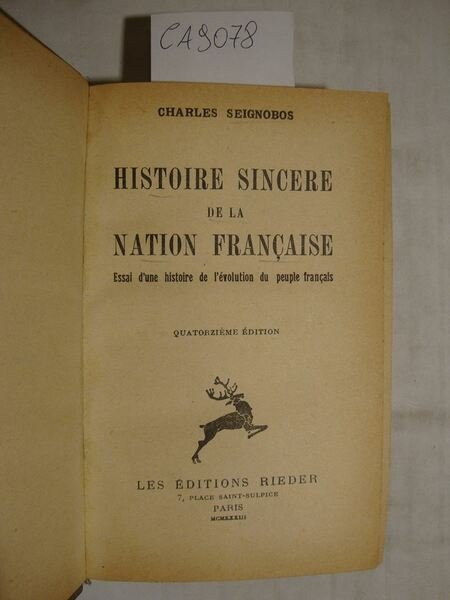 CA9078
CHARLES SEIGNOBOS
HISTOIRE SINCERE
DE LA
NATION FRANÇAISE
Essai d'une histoire de l'évolution du peuple français
QUATORZIÈME ÉDITION
LES ÉDITIONS RIEDER
7, PLACE SAINT-SULPICE
PARIS
MCMXXXIII